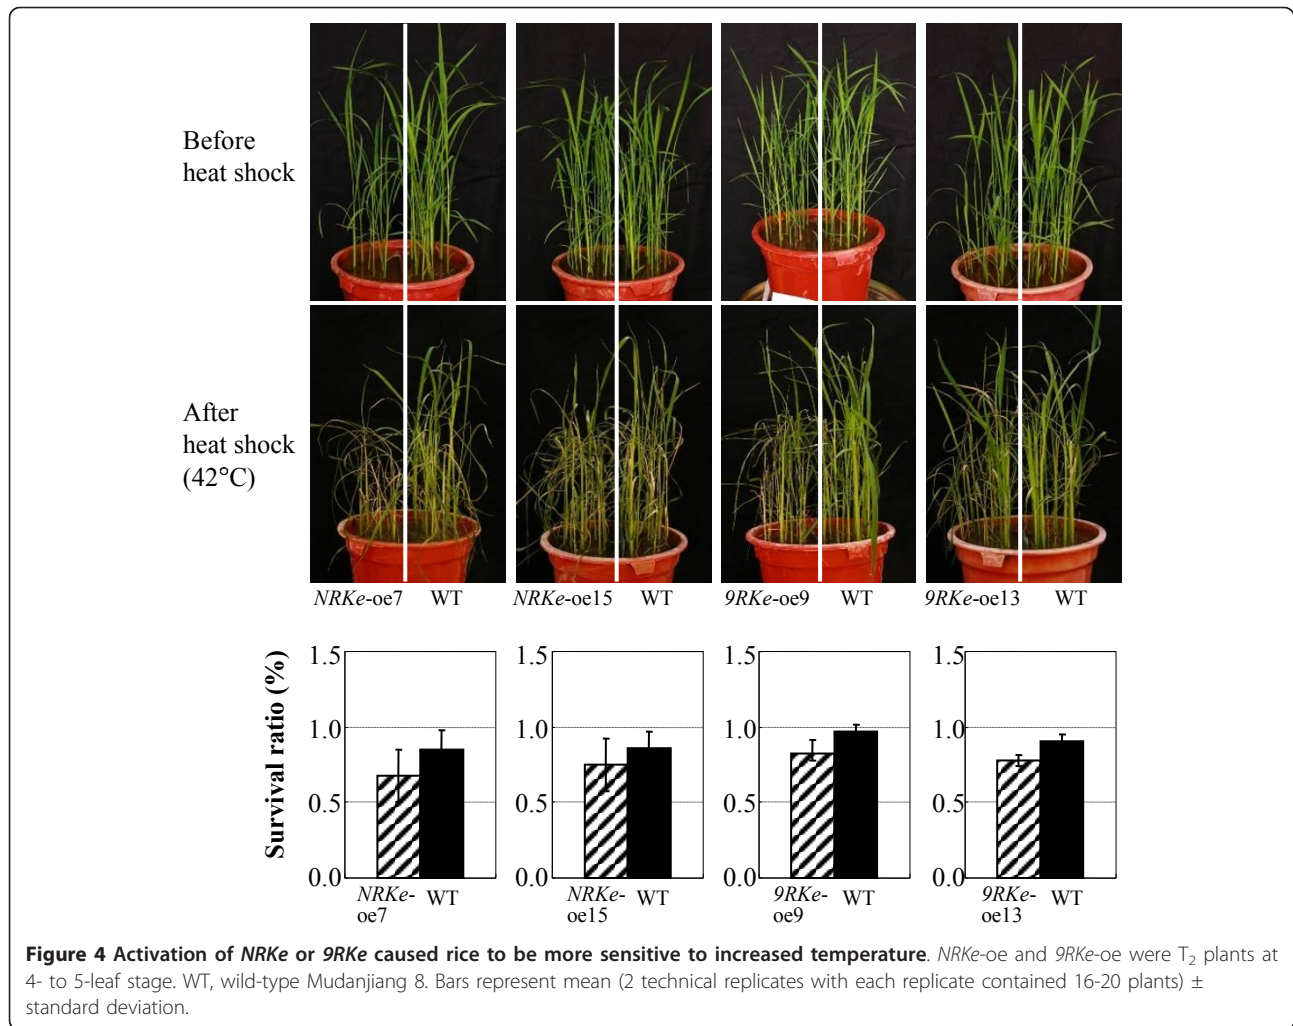 Before
heat shock
After
heat shock
(42°C)
NRKe-oe7 WT NRKe-oe15 WT 9RKe-oe9 WT 9RKe-oe13 WT
Survival ratio (%)
1.5 1.5 1.5 1.5
1.0 1.0 1.0 1.0
0.5 0.5 0.5 0.5
0.0 0.0 0.0 0.0
NRKe- WT NRKe- WT 9RKe- WT 9RKe- WT
oe7 oe15 oe9 oe13
Figure 4 Activation of NRKe or 9RKe caused rice to be more sensitive to increased temperature. NRKe-oe and 9RKe-oe were T₂ plants at
4- to 5-leaf stage. WT, wild-type Mudanjiang 8. Bars represent mean (2 technical replicates with each replicate contained 16-20 plants) ±
standard deviation.